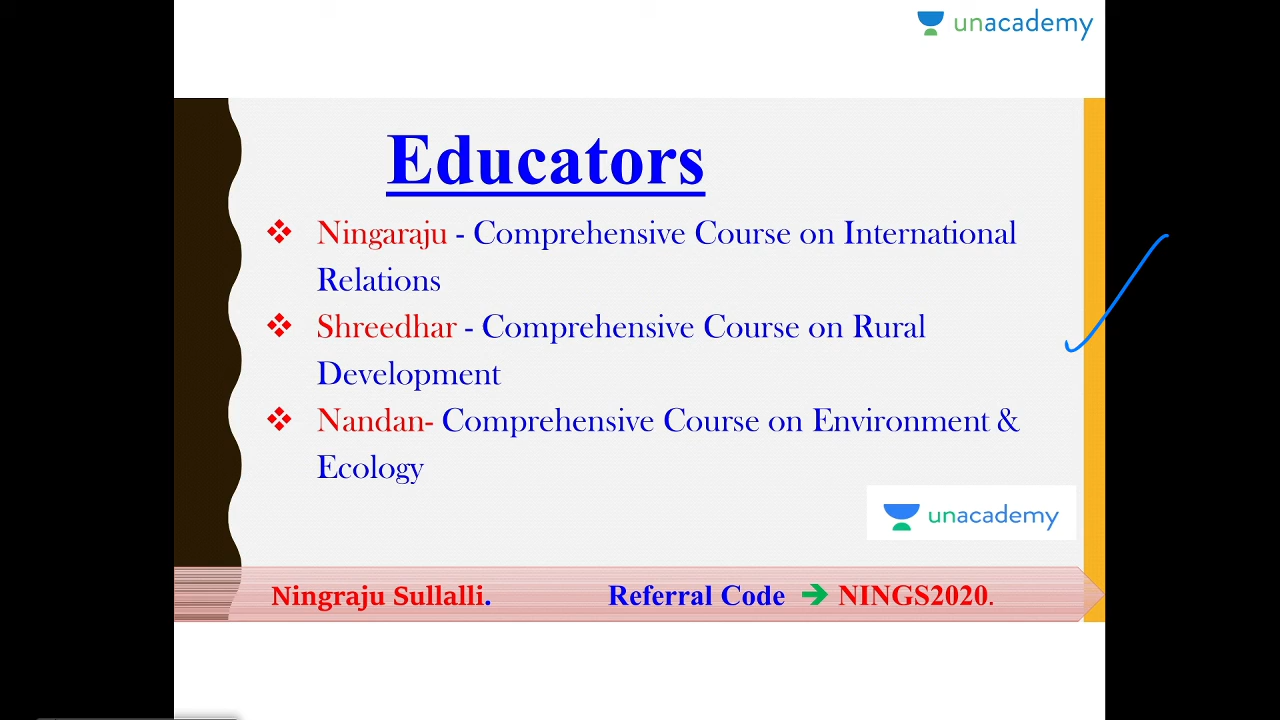 unacademy
Educators
❖ Ningaraju - Comprehensive Course on International
Relations
❖ Shreedhar - Comprehensive Course on Rural
Development
❖ Nandan- Comprehensive Course on Environment &
Ecology
unacademy
Ningraju Sullalli. Referral Code ➔ NINGS2020.